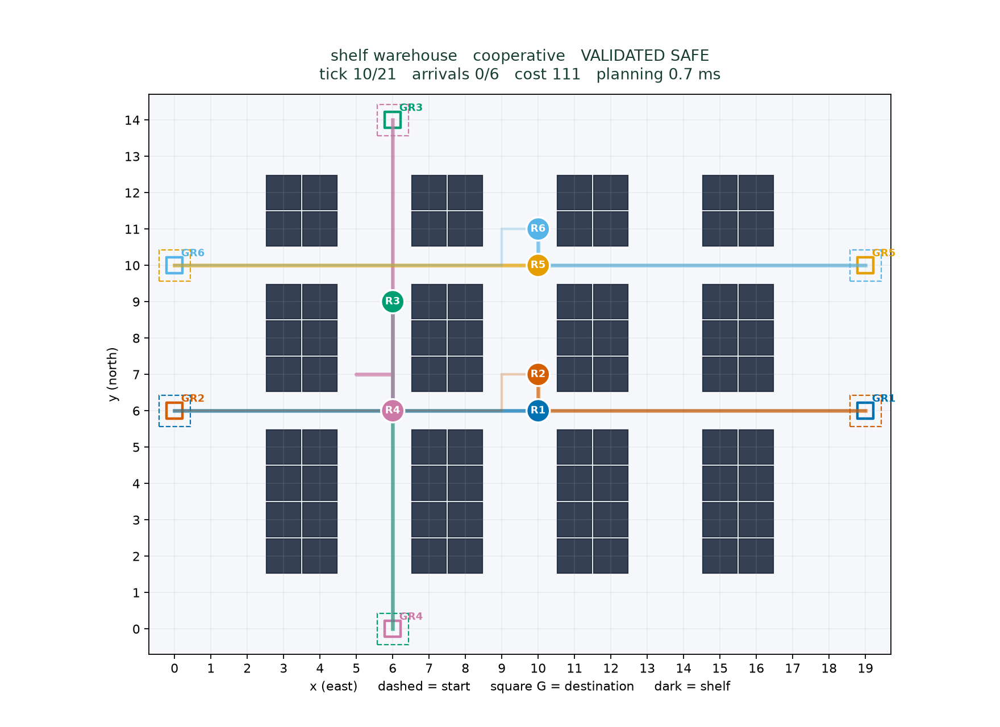 shelf warehouse   cooperative   VALIDATED SAFE
tick 10/21   arrivals 0/6   cost 111   planning 0.7 ms
GR3
14
13
12
11
R6
GR6
GR5
10
R5
9
R3
8
7
R2
GR2
GR1
6
R4
R1
5
4
3
2
1
GR4
0
y (north)
0 1 2 3 4 5 6 7 8 9 10 11 12 13 14 15 16 17 18 19
x (east)     dashed = start     square G = destination     dark = shelf